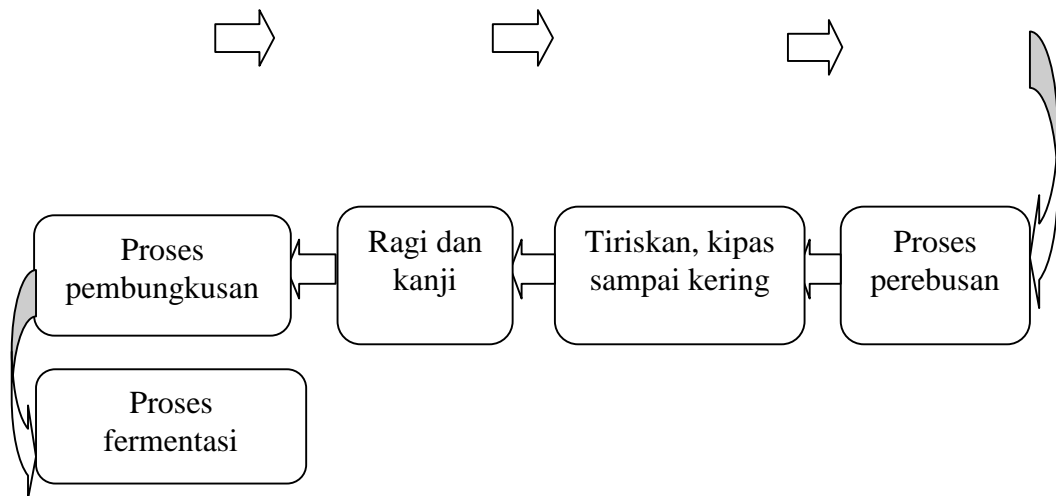 Proses
pembungkusan
Ragi dan
kanji
Tiriskan, kipas
sampai kering
Proses
perebusan
Proses
fermentasi